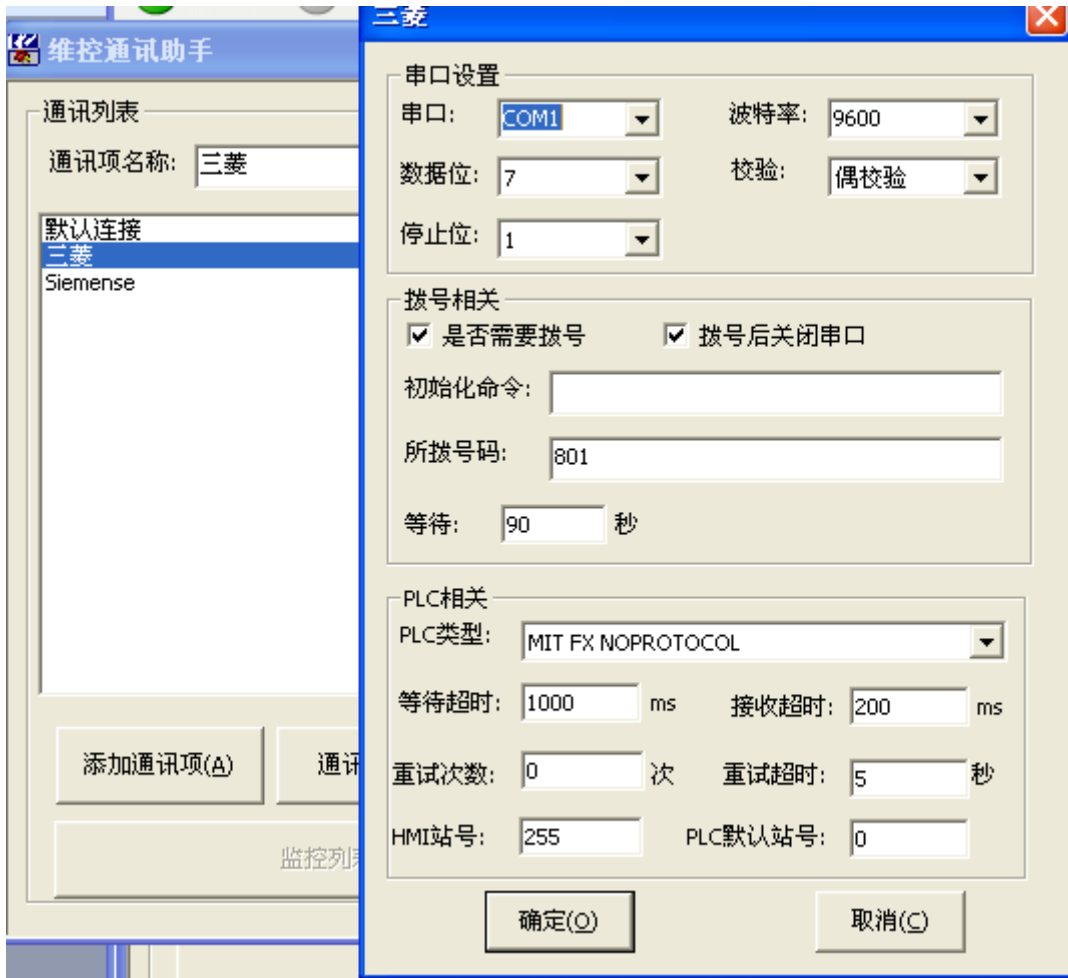 三菱
维控通讯助手
通讯列表
通讯项名称: 三菱
默认连接
三菱
Siemense
添加通讯项(A)
通讯
监控列表
串口设置
串口: COM1 波特率: 9600
数据位: 7 校验: 偶校验
停止位: 1
拨号相关
是否需要拨号 拨号后关闭串口
初始化命令:
所拨号码: 801
等待: 90 秒
PLC相关
PLC类型: MIT FX NOPROTOCOL
等待超时: 1000 ms 接收超时: 200 ms
重试次数: 0 次 重试超时: 5 秒
HMI站号: 255 PLC默认站号: 0
确定(O) 取消(C)